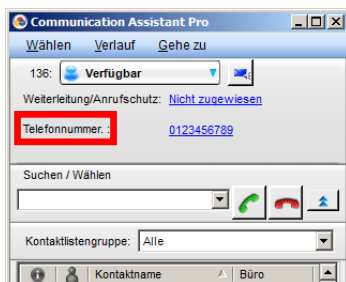 Communication Assistant Pro
Wählen Verlauf Gehe zu
136: Verfügbar
Weiterleitung/Anrufschutz: Nicht zugewiesen
Telefonnummer. : 0123456789
Suchen / Wählen
Kontaktlistengruppe: Alle
Kontaktname Büro